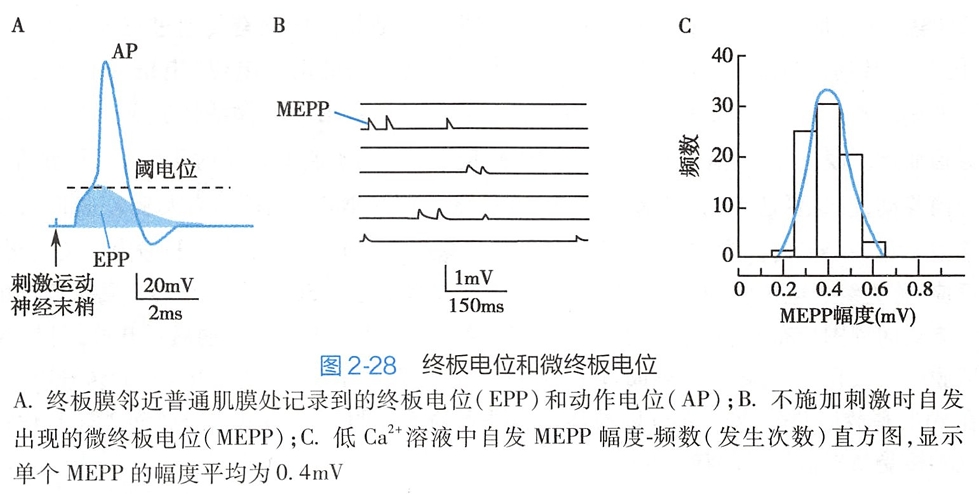 A
AP
阈电位
EPP
刺激运动
神经末梢
20mV
2ms
B
MEPP
1mV
150ms
C
频数
40
30
20
10
0
0 0.2 0.4 0.6 0.8
MEPP幅度(mV)
图 2-28 终板电位和微终板电位
A. 终板膜邻近普通肌膜处记录到的终板电位(EPP)和动作电位(AP);B. 不施加刺激时自发
出现的微终板电位(MEPP);C. 低 Ca²⁺溶液中自发 MEPP 幅度-频数(发生次数)直方图,显示
单个 MEPP 的幅度平均为 0.4mV